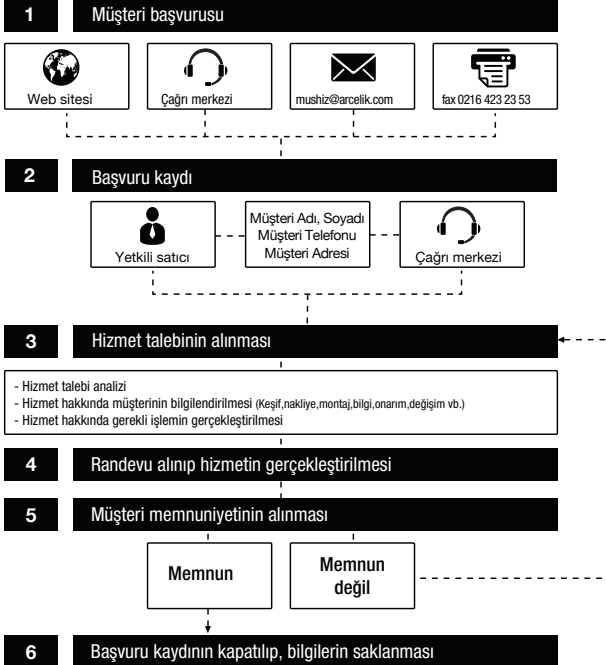 1 Müşteri başvurusu
Web sitesi
Çağrı merkezi
mushiz@arcelik.com
fax 0216 423 23 53
2 Başvuru kaydı
Yetkili satıcı
Müşteri Adı, Soyadı
Müşteri Telefonu
Müşteri Adresi
Çağrı merkezi
3 Hizmet talebinin alınması
- Hizmet talebi analizi
- Hizmet hakkında müşterinin bilgilendirilmesi (Keşif,nakliye,montaj,bilgi,onarım,değişim vb.)
- Hizmet hakkında gerekli işlemin gerçekleştirilmesi
4 Randevu alınıp hizmetin gerçekleştirilmesi
5 Müşteri memnuniyetinin alınması
Memnun
Memnun
değil
6 Başvuru kaydının kapatılıp, bilgilerin saklanması